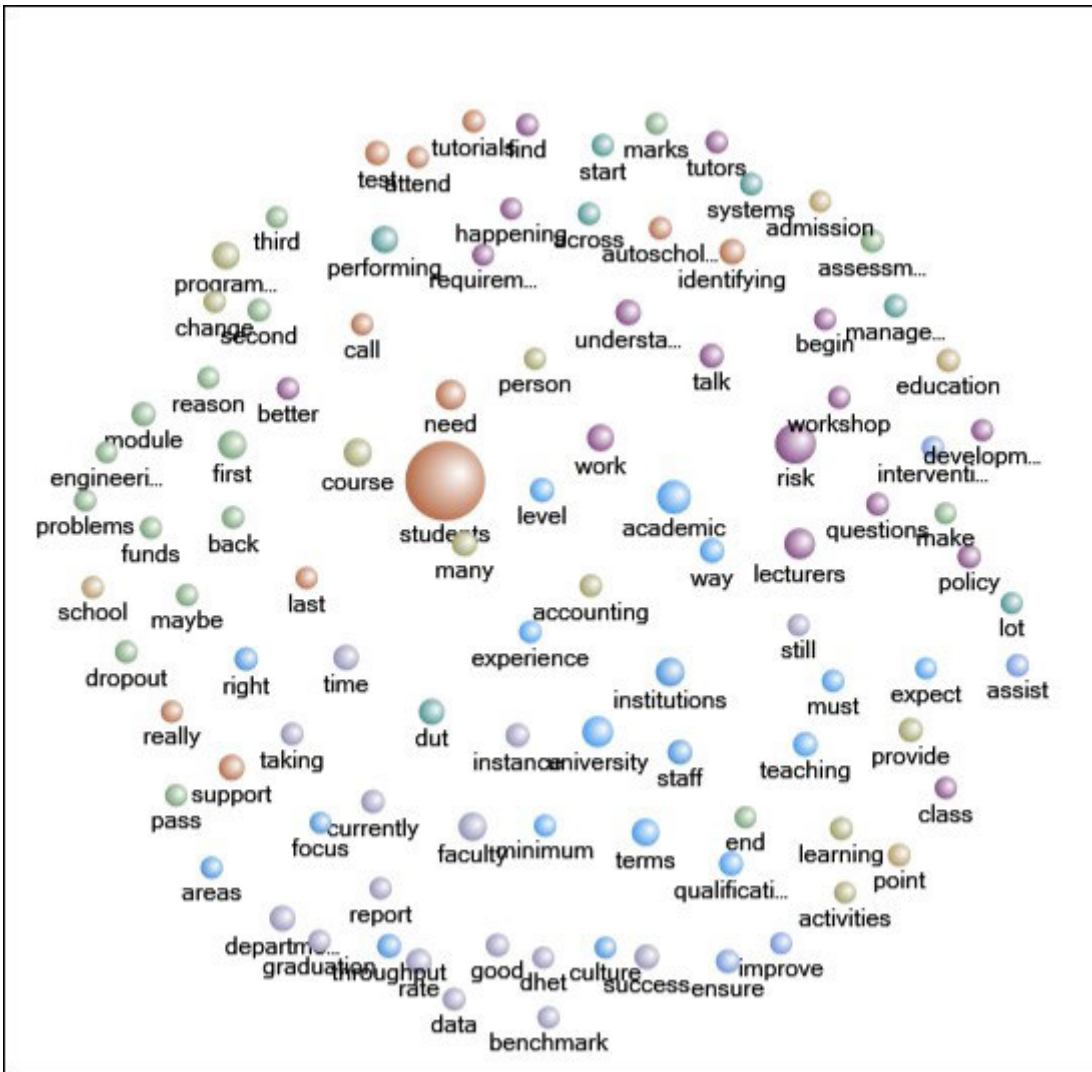 tutorials
find
marks
start
tutors
test
attend
systems
admission
third
happening
across
autoschol...
identifying
assessm...
performing
requirem...
program...
change
second
call
understa...
begin
manage...
person
talk
education
reason
better
need
workshop
module
first
course
work
risk
interventi...
developm...
engineeri...
problems
funds
back
students
level
academic
questions
make
many
way
lecturers
policy
school
maybe
last
accounting
lot
dropout
right
time
experience
still
institutions
must
expect
assist
really
taking
dut
instance
university
staff
teaching
provide
support
pass
class
currently
focus
faculty
minimum
terms
end
learning
point
areas
qualificati...
activities
report
departme...
graduation
throughput
rate
good
dhet
culture
success
ensure
improve
data
benchmark